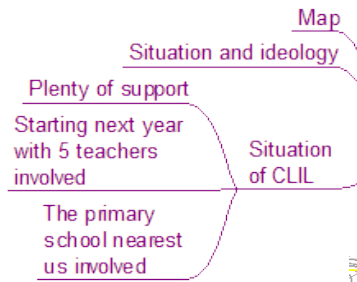 Map
Situation and ideology
Plenty of support
Starting next year
with 5 teachers
involved
Situation
of CLIL
The primary
school nearest
us involved